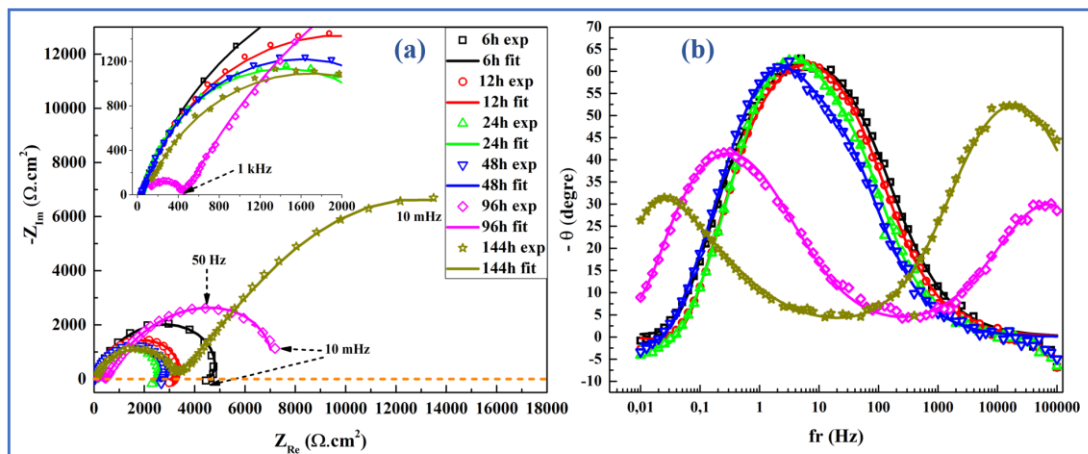 (a)
12000
10000
8000
6000
4000
2000
0
-Z_Im (Ω.cm²)
1200
800
400
0
0 400 800 1200 1600 2000
1 kHz
50 Hz
10 mHz
10 mHz
6h exp
6h fit
12h exp
12h fit
24h exp
24h fit
48h exp
48h fit
96h exp
96h fit
144h exp
144h fit
0 2000 4000 6000 8000 10000 12000 14000 16000 18000
Z_Re (Ω.cm²)
(b)
70
65
60
55
50
45
40
35
30
25
20
15
10
5
0
-5
-10
- θ (degre)
0,01 0,1 1 10 100 1000 10000 100000
fr (Hz)